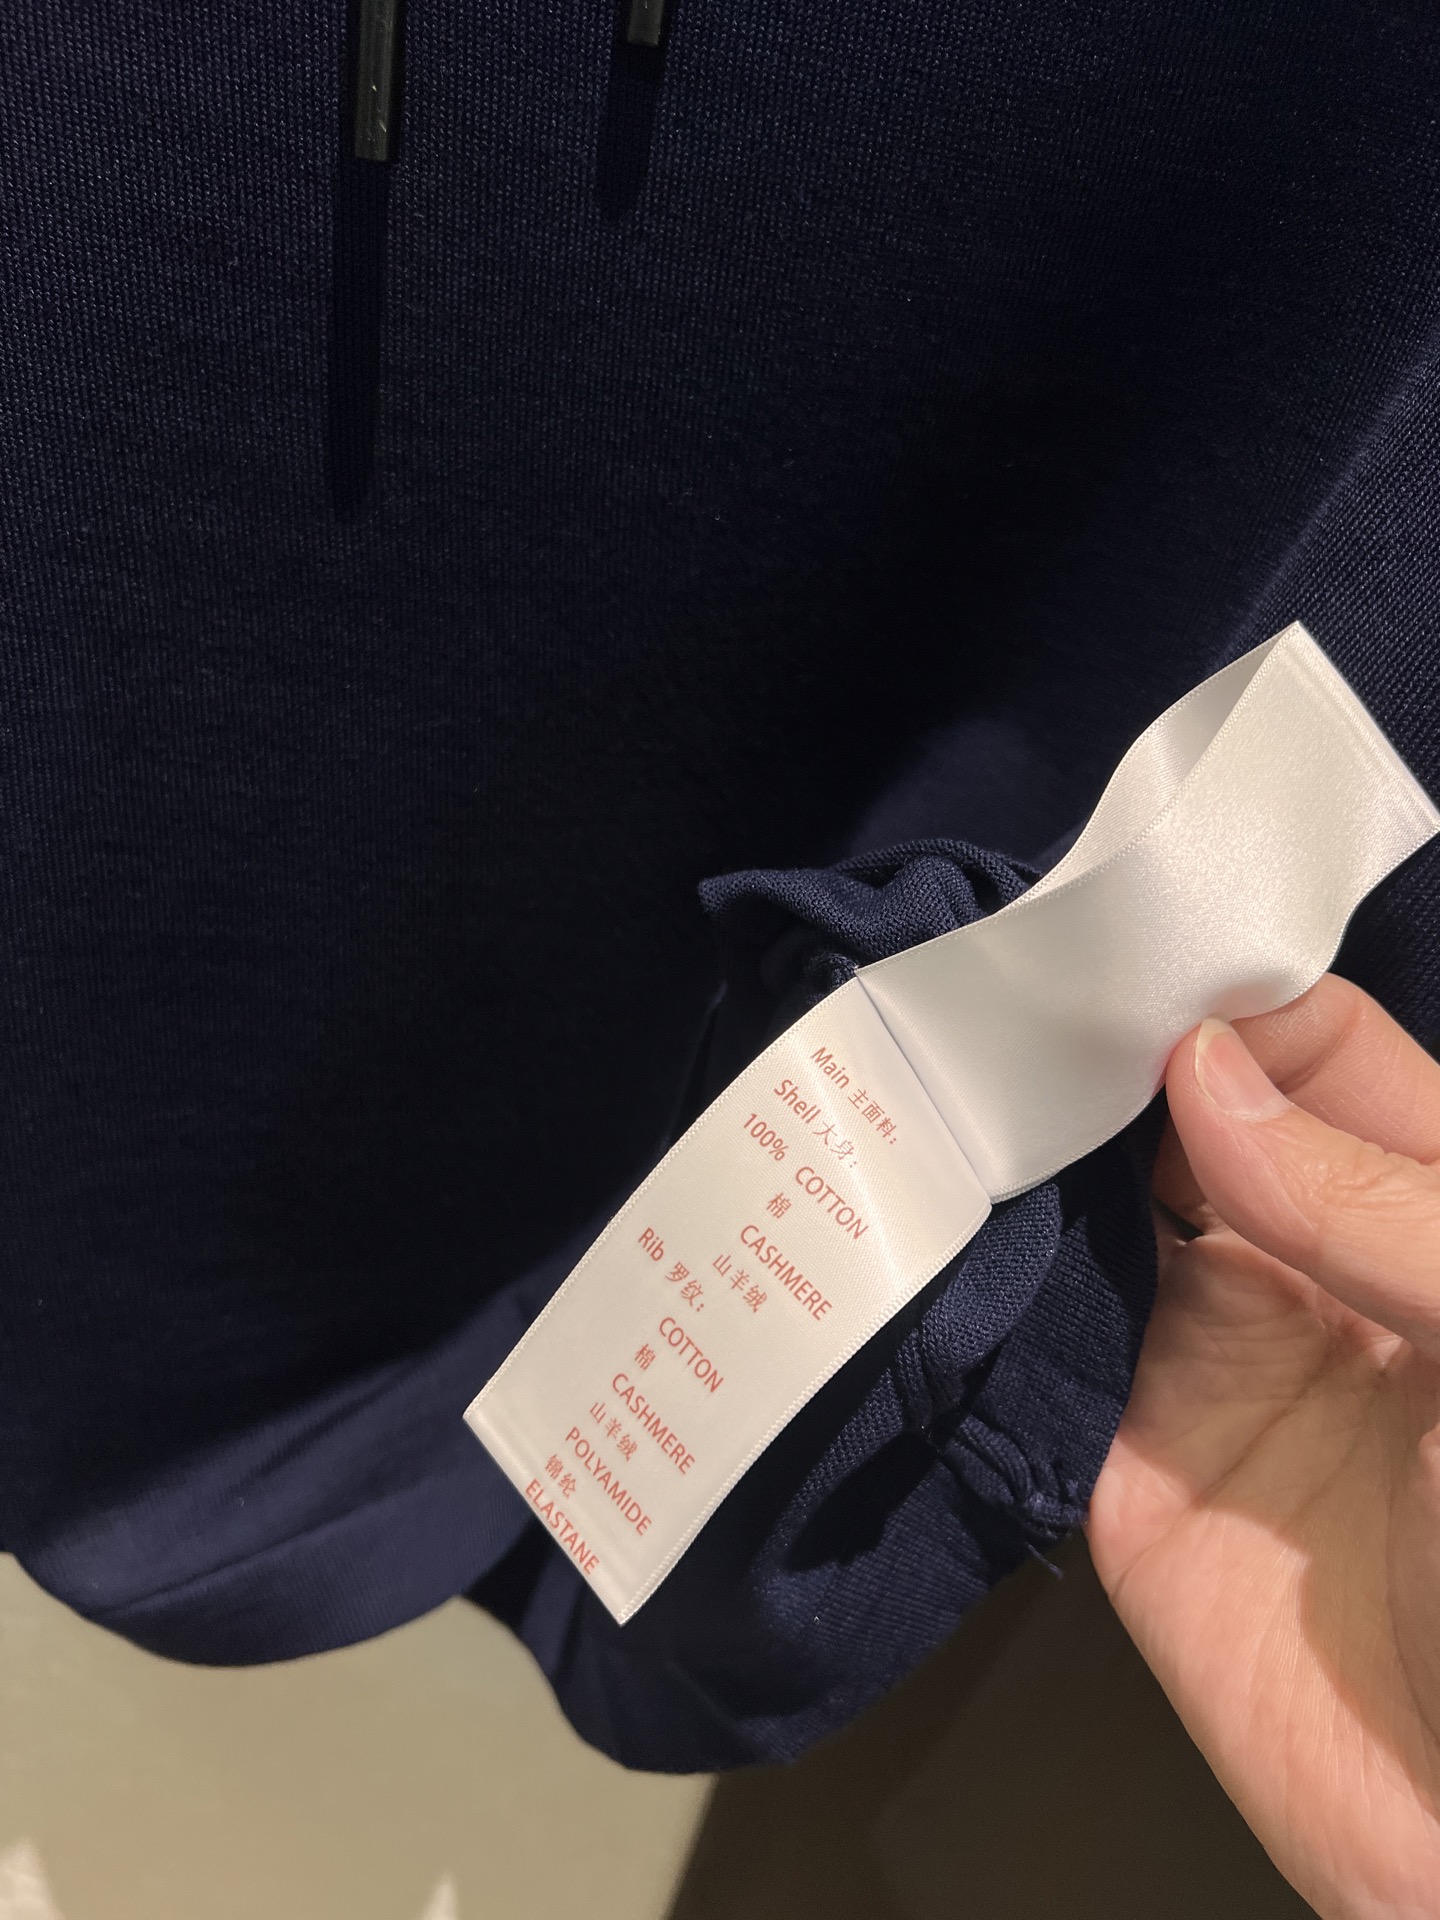 Main 主面料:
Shell 大身:
100% COTTON
棉
CASHMERE
山羊绒
Rib 罗纹:
COTTON
棉
CASHMERE
山羊绒
POLYAMIDE
锦纶
ELASTANE